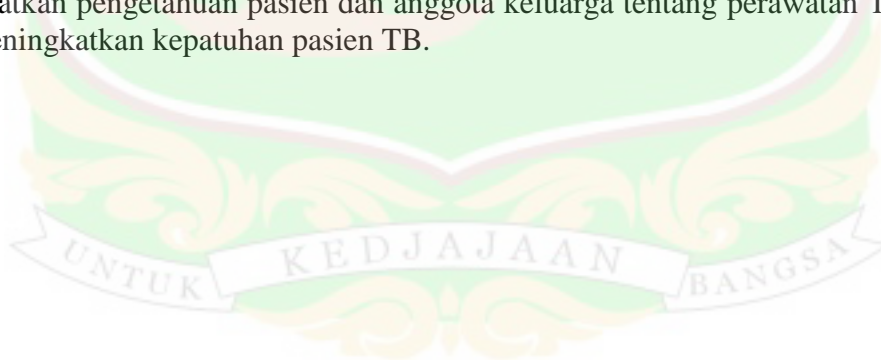 atkan pengetahuan pasien dan anggota keluarga tentang perawatan
eningkatkan kepatuhan pasien TB.
UNTUK KEDJAJAAN BANGSA